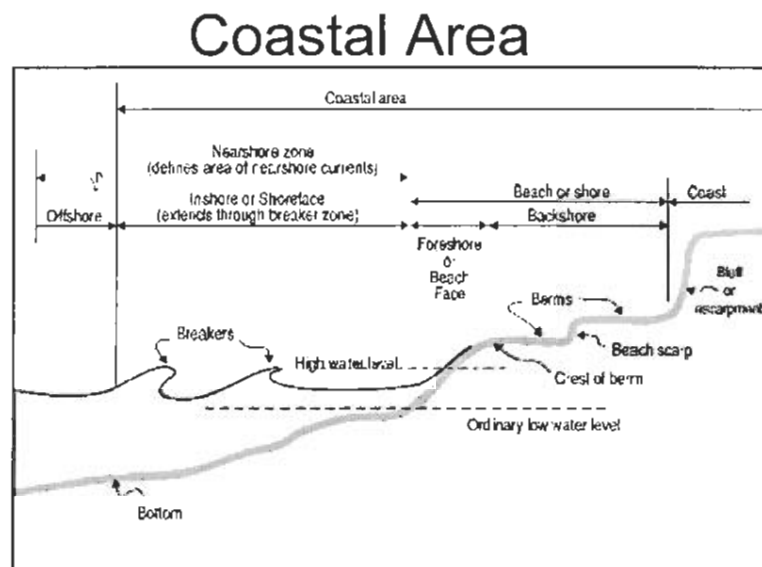 Coastal Area
Coastal area
Nearshore zone
(defines area of nearshore currents)
Beach or shore
Coast
Offshore
Inshore or Shoreface
(extends through breaker zone)
Backshore
Foreshore
or
Beach
Face
Bluff
or
escarpment
Berms
Breakers
High water level
Beach scarp
Crest of berm
Ordinary low water level
Bottom